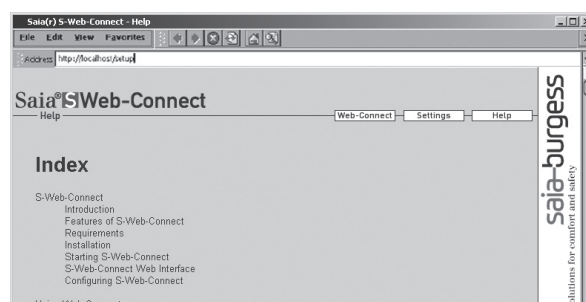 Saia(r) S-Web-Connect - Help
File Edit View Favorites
Address http://localhost/setup
Saia® S Web-Connect
Help
Web-Connect Settings Help
Index
S-Web-Connect
Introduction
Features of S-Web-Connect
Requirements
Installation
Starting S-Web-Connect
S-Web-Connect Web Interface
Configuring S-Web-Connect
saia-burgess
for comfort and safety